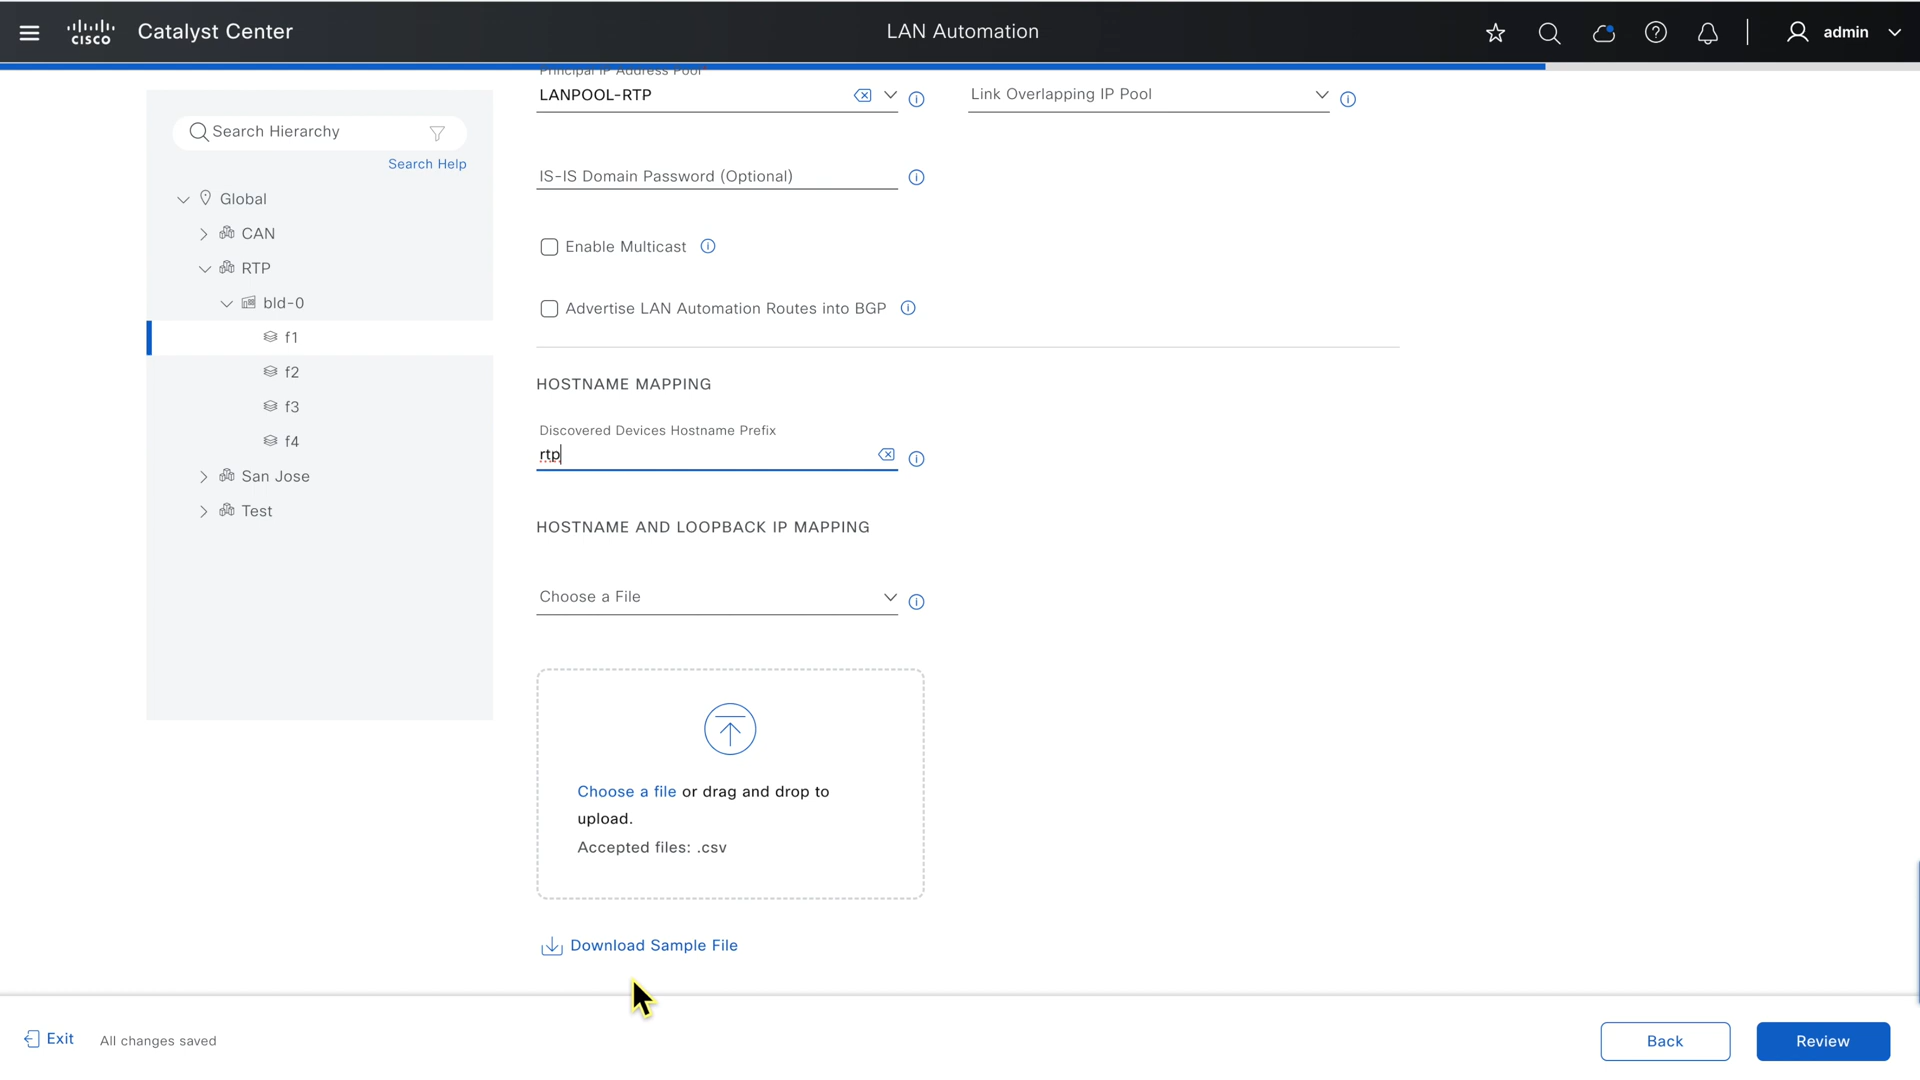 CISCO
Catalyst Center
LAN Automation
admin
Search Hierarchy
Search Help
Global
CAN
RTP
bld-0
f1
f2
f3
f4
San Jose
Test
Principal IP Address Pool*
LANPOOL-RTP
Link Overlapping IP Pool
IS-IS Domain Password (Optional)
Enable Multicast
Advertise LAN Automation Routes into BGP
HOSTNAME MAPPING
Discovered Devices Hostname Prefix
rtp
HOSTNAME AND LOOPBACK IP MAPPING
Choose a File
Choose a file or drag and drop to
upload.
Accepted files: .csv
Download Sample File
Exit
All changes saved
Back
Review